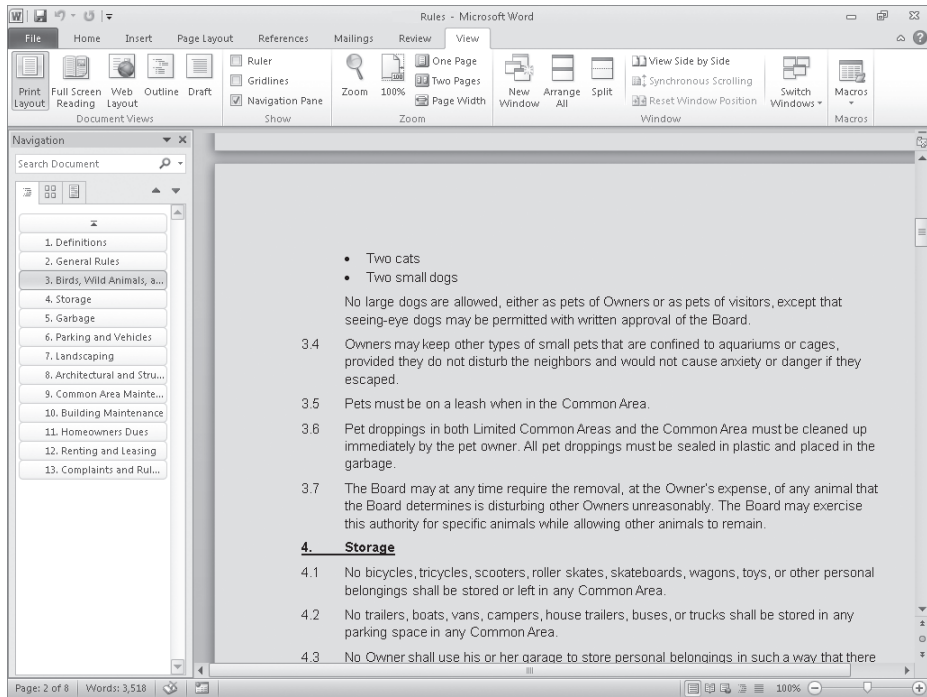 Rules - Microsoft Word
File Home Insert Page Layout References Mailings Review View
Print Layout
Full Screen Reading
Web Layout
Outline
Draft
Document Views
Ruler
Gridlines
Navigation Pane
Show
Zoom
100%
One Page
Two Pages
Page Width
Zoom
New Window
Arrange All
Split
View Side by Side
Synchronous Scrolling
Reset Window Position
Switch Windows
Window
Macros
Macros
Navigation
Search Document
1. Definitions
2. General Rules
3. Birds, Wild Animals, a...
4. Storage
5. Garbage
6. Parking and Vehicles
7. Landscaping
8. Architectural and Stru...
9. Common Area Mainte...
10. Building Maintenance
11. Homeowners Dues
12. Renting and Leasing
13. Complaints and Rul...
• Two cats
• Two small dogs
No large dogs are allowed, either as pets of Owners or as pets of visitors, except that
seeing-eye dogs may be permitted with written approval of the Board.
3.4 Owners may keep other types of small pets that are confined to aquariums or cages,
provided they do not disturb the neighbors and would not cause anxiety or danger if they
escaped.
3.5 Pets must be on a leash when in the Common Area.
3.6 Pet droppings in both Limited Common Areas and the Common Area must be cleaned up
immediately by the pet owner. All pet droppings must be sealed in plastic and placed in the
garbage.
3.7 The Board may at any time require the removal, at the Owner's expense, of any animal that
the Board determines is disturbing other Owners unreasonably. The Board may exercise
this authority for specific animals while allowing other animals to remain.
4. Storage
4.1 No bicycles, tricycles, scooters, roller skates, skateboards, wagons, toys, or other personal
belongings shall be stored or left in any Common Area.
4.2 No trailers, boats, vans, campers, house trailers, buses, or trucks shall be stored in any
parking space in any Common Area.
4.3 No Owner shall use his or her garage to store personal belongings in such a way that there
Page: 2 of 8 Words: 3,518 100%